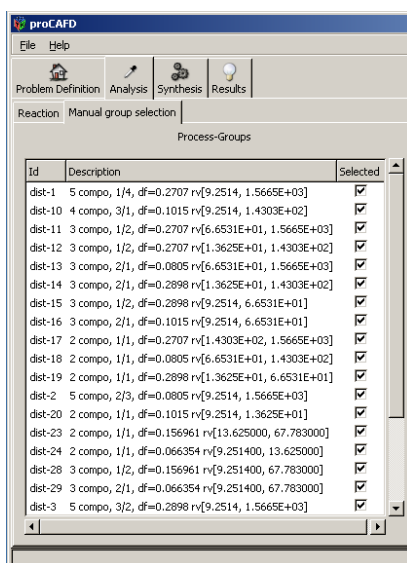 proCAFD
File Help
Problem Definition Analysis Synthesis Results
Reaction Manual group selection
Process-Groups
Id Description Selected
dist-1 5 compo, 1/4, df=0.2707 rv[9.2514, 1.5665E+03]
dist-10 4 compo, 3/1, df=0.1015 rv[9.2514, 1.4303E+02]
dist-11 3 compo, 1/2, df=0.2707 rv[6.6531E+01, 1.5665E+03]
dist-12 3 compo, 1/2, df=0.2707 rv[1.3625E+01, 1.4303E+02]
dist-13 3 compo, 2/1, df=0.0805 rv[6.6531E+01, 1.5665E+03]
dist-14 3 compo, 2/1, df=0.2898 rv[1.3625E+01, 1.4303E+02]
dist-15 3 compo, 1/2, df=0.2898 rv[9.2514, 6.6531E+01]
dist-16 3 compo, 2/1, df=0.1015 rv[9.2514, 6.6531E+01]
dist-17 2 compo, 1/1, df=0.2707 rv[1.4303E+02, 1.5665E+03]
dist-18 2 compo, 1/1, df=0.0805 rv[6.6531E+01, 1.4303E+02]
dist-19 2 compo, 1/1, df=0.2898 rv[1.3625E+01, 6.6531E+01]
dist-2 5 compo, 2/3, df=0.0805 rv[9.2514, 1.5665E+03]
dist-20 2 compo, 1/1, df=0.1015 rv[9.2514, 1.3625E+01]
dist-23 2 compo, 1/1, df=0.156961 rv[13.625000, 67.783000]
dist-24 2 compo, 1/1, df=0.066354 rv[9.251400, 13.625000]
dist-28 3 compo, 1/2, df=0.156961 rv[9.251400, 67.783000]
dist-29 3 compo, 2/1, df=0.066354 rv[9.251400, 67.783000]
dist-3 5 compo, 3/2, df=0.2898 rv[9.2514, 1.5665E+03]